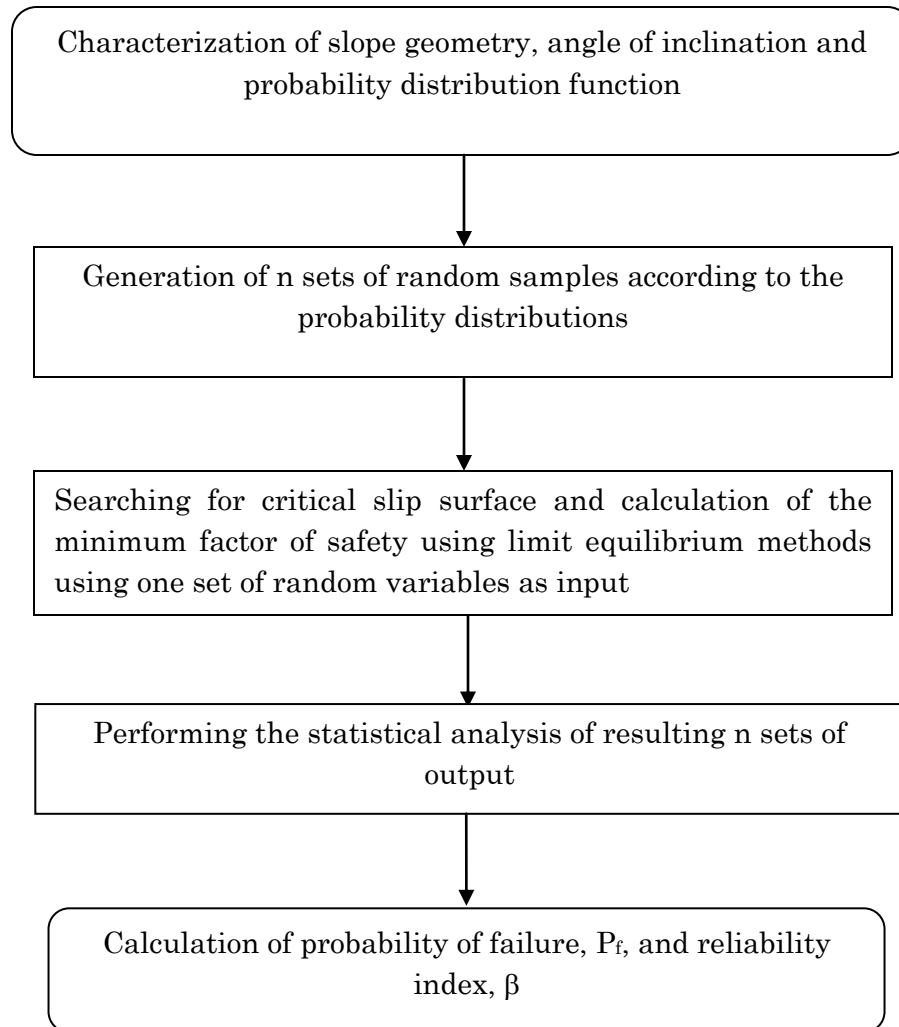 Characterization of slope geometry, angle of inclination and
probability distribution function
Generation of n sets of random samples according to the
probability distributions
Searching for critical slip surface and calculation of the
minimum factor of safety using limit equilibrium methods
using one set of random variables as input
Performing the statistical analysis of resulting n sets of
output
Calculation of probability of failure, Pf, and reliability
index, β